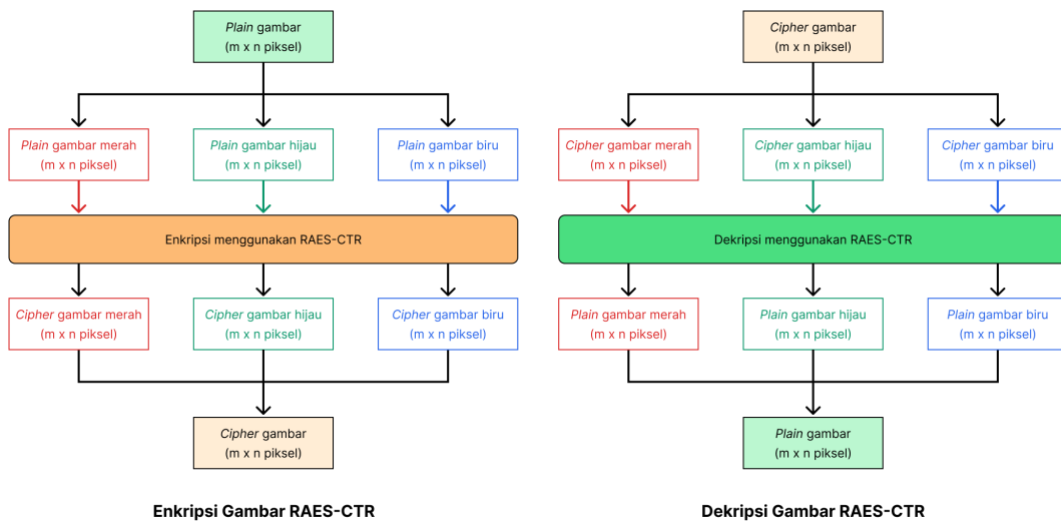 Plain gambar
(m x n piksel)
Plain gambar merah
(m x n piksel)
Plain gambar hijau
(m x n piksel)
Plain gambar biru
(m x n piksel)
Enkripsi menggunakan RAES-CTR
Cipher gambar merah
(m x n piksel)
Cipher gambar hijau
(m x n piksel)
Cipher gambar biru
(m x n piksel)
Cipher gambar
(m x n piksel)
Enkripsi Gambar RAES-CTR
Cipher gambar
(m x n piksel)
Cipher gambar merah
(m x n piksel)
Cipher gambar hijau
(m x n piksel)
Cipher gambar biru
(m x n piksel)
Dekripsi menggunakan RAES-CTR
Plain gambar merah
(m x n piksel)
Plain gambar hijau
(m x n piksel)
Plain gambar biru
(m x n piksel)
Plain gambar
(m x n piksel)
Dekripsi Gambar RAES-CTR